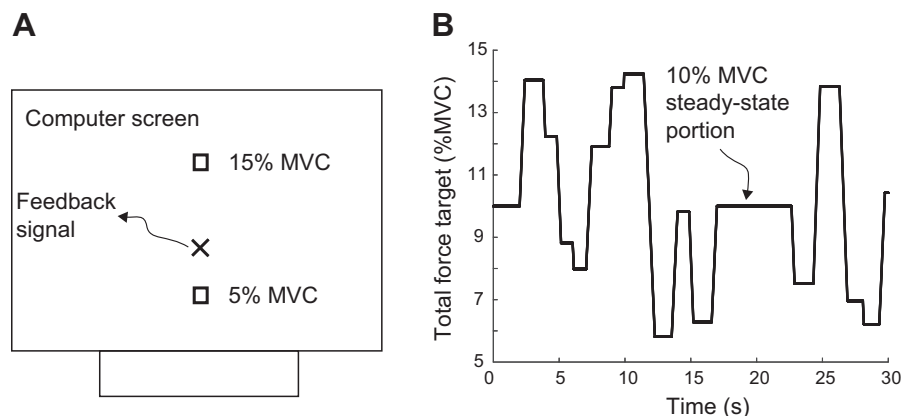 A
Computer screen
15% MVC
Feedback
signal
5% MVC
B
Total force target (%MVC)
15
13
11
9
7
5
10% MVC
steady-state
portion
0
5
10
15
20
25
30
Time (s)